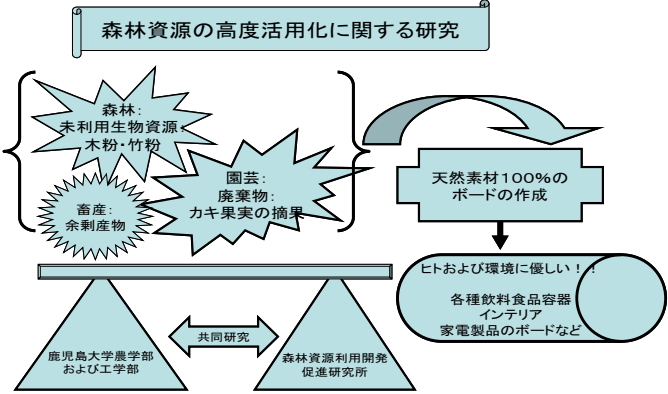 森林資源の高度活用化に関する研究
森林:
未利用生物資源、
木粉・竹粉
園芸:
廃棄物:
カキ果実の摘果
畜産:
余剰産物
天然素材100%の
ボードの作成
ヒトおよび環境に優しい!!
各種飲料食品容器
インテリア
家電製品のボードなど
鹿児島大学農学部
および工学部
共同研究
森林資源利用開発
促進研究所